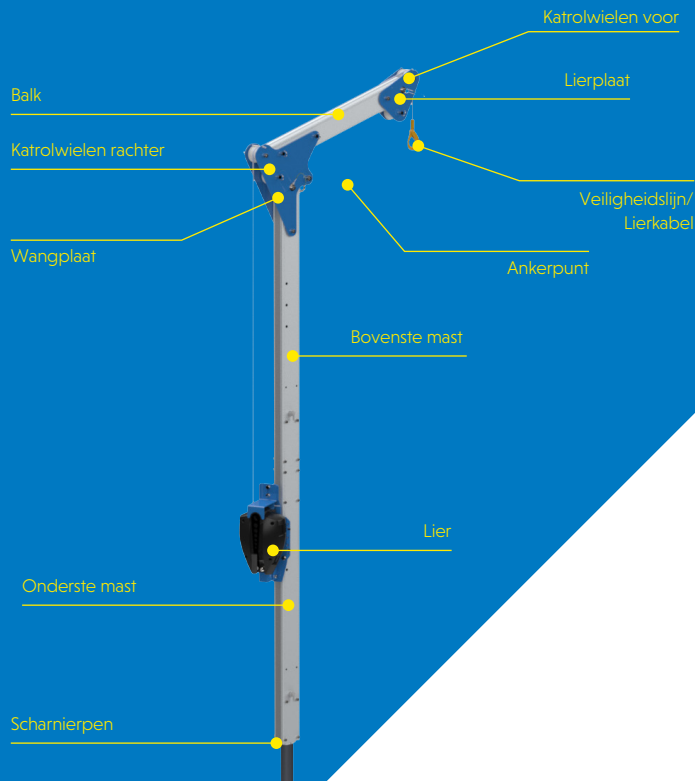 Katrolwielen voor
Lierplaat
Balk
Katrolwielen rachter
Veiligheidslijn/
Lierkabel
Wangplaat
Ankerpunt
Bovenste mast
Lier
Onderste mast
Scharnierpen